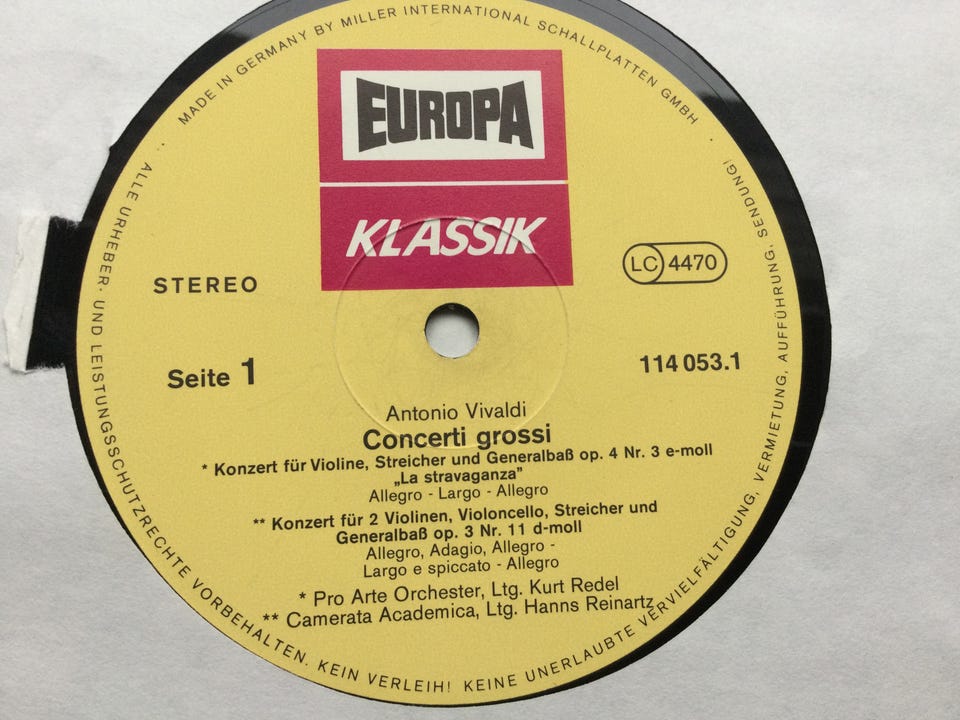 MADE IN GERMANY BY MILLER INTERNATIONAL SCHALLPLATTEN GMBH
EUROPA
KLASSIK
STEREO
LC 4470
Seite 1
114 053.1
Antonio Vivaldi
Concerti grossi
* Konzert für Violine, Streicher und Generalbaß op. 4 Nr. 3 e-moll
„La stravaganza”
Allegro - Largo - Allegro
** Konzert für 2 Violinen, Violoncello, Streicher und
Generalbaß op. 3 Nr. 11 d-moll
Allegro, Adagio, Allegro -
Largo e spiccato - Allegro
* Pro Arte Orchester, Ltg. Kurt Redel
** Camerata Academica, Ltg. Hanns Reinartz
ALLE URHEBER- UND LEISTUNGSSCHUTZRECHTE VORBEHALTEN. KEIN VERLEIH! KEINE UNERLAUBTE VERVIELFÄLTIGUNG, VERMIETUNG, AUFFÜHRUNG, SENDUNG!